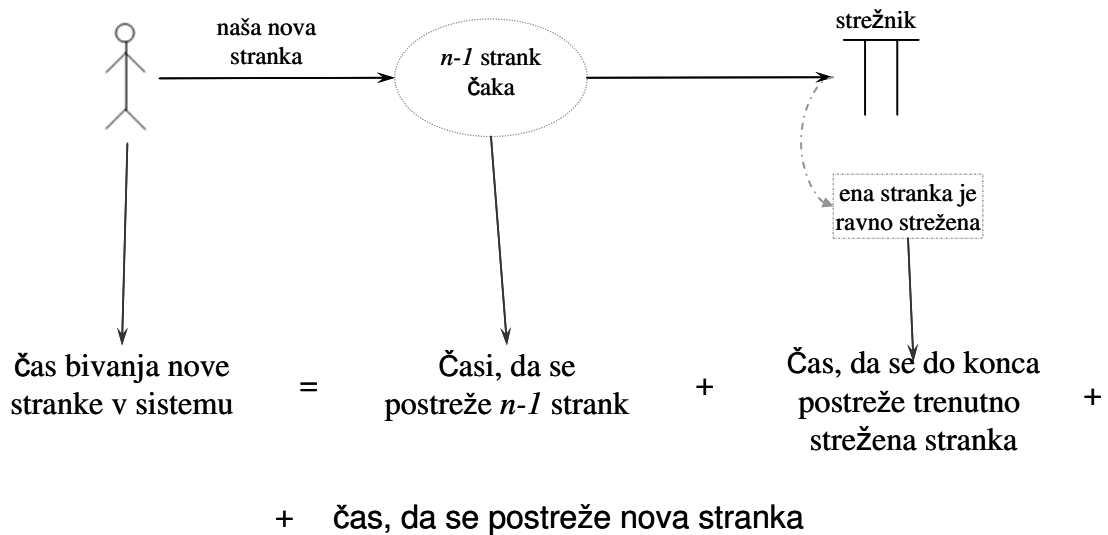 strežnik
naša nova
stranka
n-1 strank
čaka
ena stranka je
ravno strežena
Čas bivanja nove
stranke v sistemu
=
Časi, da se
postreže n-1 strank
+
Čas, da se do konca
postreže trenutno
strežena stranka
+
+ čas, da se postreže nova stranka